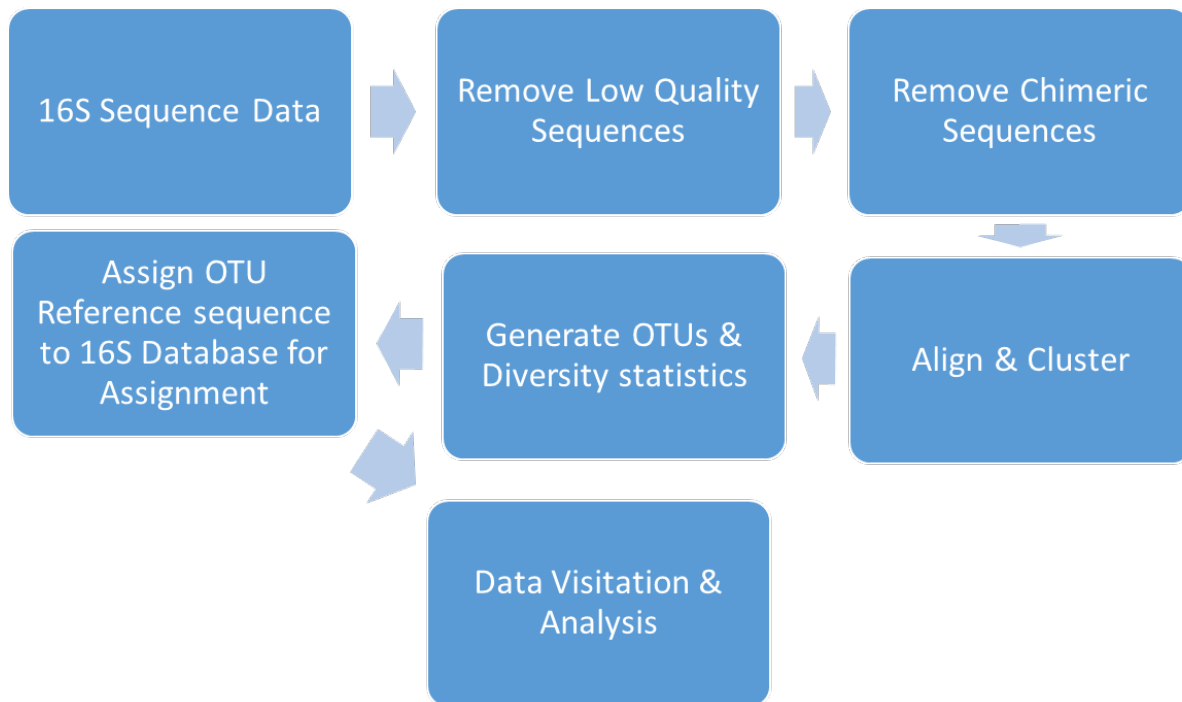 16S Sequence Data
Remove Low Quality
Sequences
Remove Chimeric
Sequences
Align & Cluster
Generate OTUs &
Diversity statistics
Assign OTU
Reference sequence
to 16S Database for
Assignment
Data Visitation &
Analysis